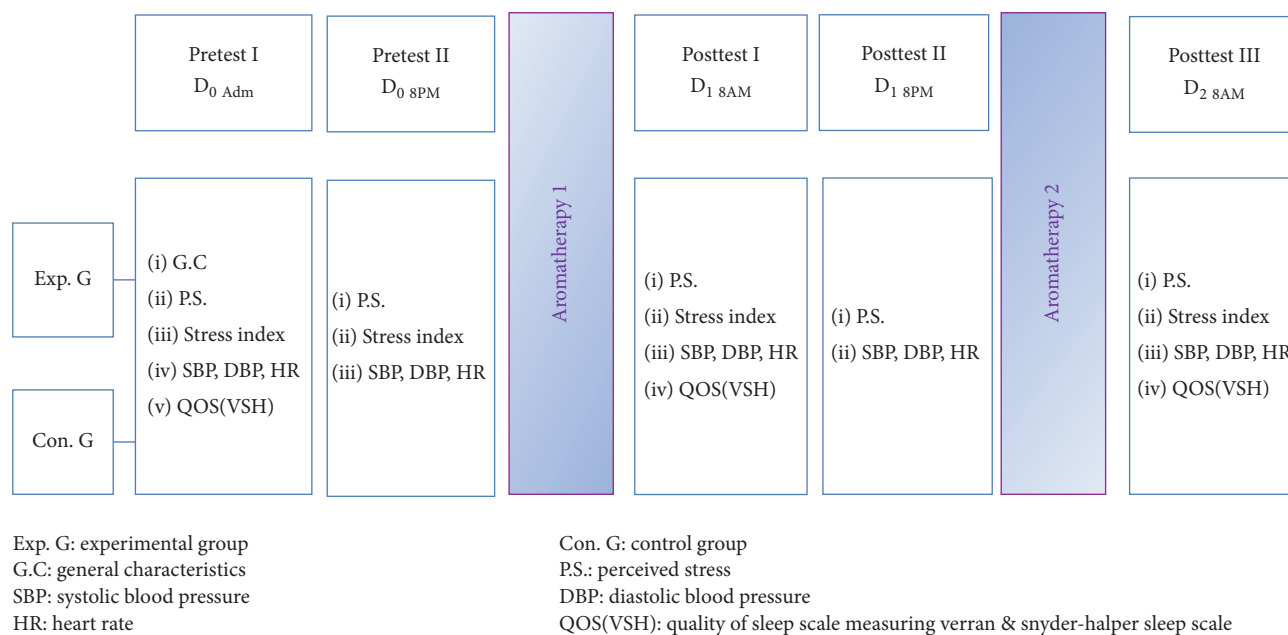 Pretest I
D0 Adm
Pretest II
D0 8PM
Aromatherapy 1
Posttest I
D1 8AM
Posttest II
D1 8PM
Aromatherapy 2
Posttest III
D2 8AM
Exp. G
Con. G
(i) G.C
(ii) P.S.
(iii) Stress index
(iv) SBP, DBP, HR
(v) QOS(VSH)
(i) P.S.
(ii) Stress index
(iii) SBP, DBP, HR
(i) P.S.
(ii) Stress index
(iii) SBP, DBP, HR
(iv) QOS(VSH)
(i) P.S.
(ii) SBP, DBP, HR
(i) P.S.
(ii) Stress index
(iii) SBP, DBP, HR
(iv) QOS(VSH)
Exp. G: experimental group
G.C: general characteristics
SBP: systolic blood pressure
HR: heart rate
Con. G: control group
P.S.: perceived stress
DBP: diastolic blood pressure
QOS(VSH): quality of sleep scale measuring verran & snyder-halper sleep scale